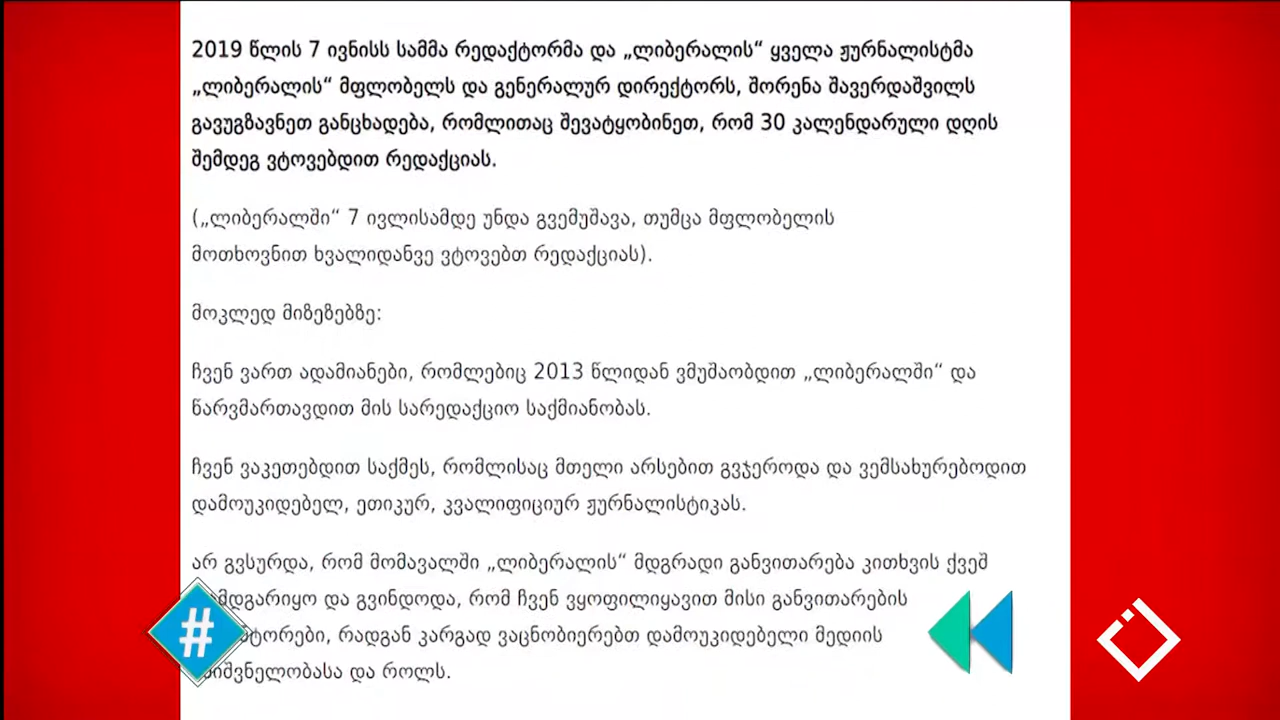 2019 წლის 7 ივნისს სამმა რედაქტორმა და „ლიბერალის“ ყველა ჟურნალისტმა
„ლიბერალის“ მფლობელს და გენერალურ დირექტორს, შორენა შავერდაშვილს
გავუგზავნეთ განცხადება, რომლითაც შევატყობინეთ, რომ 30 კალენდარული დღის
შემდეგ ვტოვებდით რედაქციას.
(„ლიბერალში“ 7 ივლისამდე უნდა გვემუშავა, თუმცა მფლობელის
მოთხოვნით ხვალიდანვე ვტოვებთ რედაქციას).
მოკლედ მიზეზებზე:
ჩვენ ვართ ადამიანები, რომლებიც 2013 წლიდან ვმუშაობდით „ლიბერალში“ და
წარვმართავდით მის სარედაქციო საქმიანობას.
ჩვენ ვაკეთებდით საქმეს, რომლისაც მთელი არსებით გვჯეროდა და ვემსახურებოდით
დამოუკიდებელ, ეთიკურ, კვალიფიციურ ჟურნალისტიკას.
არ გვსურდა, რომ მომავალში „ლიბერალის“ მდგრადი განვითარება კითხვის ქვეშ
და გვინდოდა, რომ ჩვენ ვყოფილიყავით მისი განვითარების
რადგან კარგად ვაცნობიერებთ დამოუკიდებელი მედიის
და როლს.
#